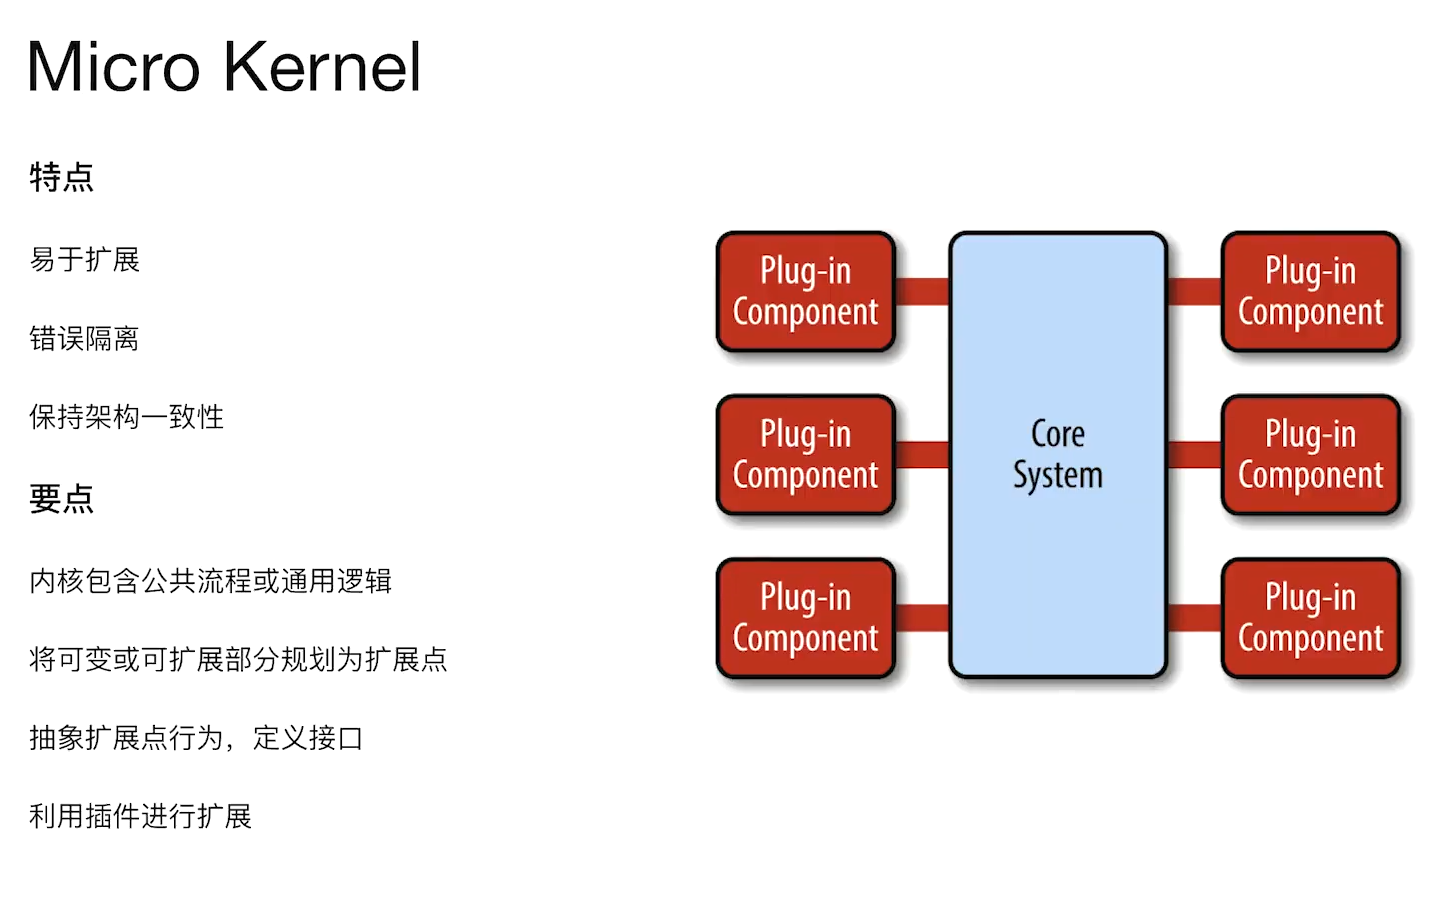 Micro Kernel
特点
易于扩展
错误隔离
保持架构一致性
要点
内核包含公共流程或通用逻辑
将可变或可扩展部分规划为扩展点
抽象扩展点行为，定义接口
利用插件进行扩展
Plug-in
Component
Plug-in
Component
Plug-in
Component
Core
System
Plug-in
Component
Plug-in
Component
Plug-in
Component